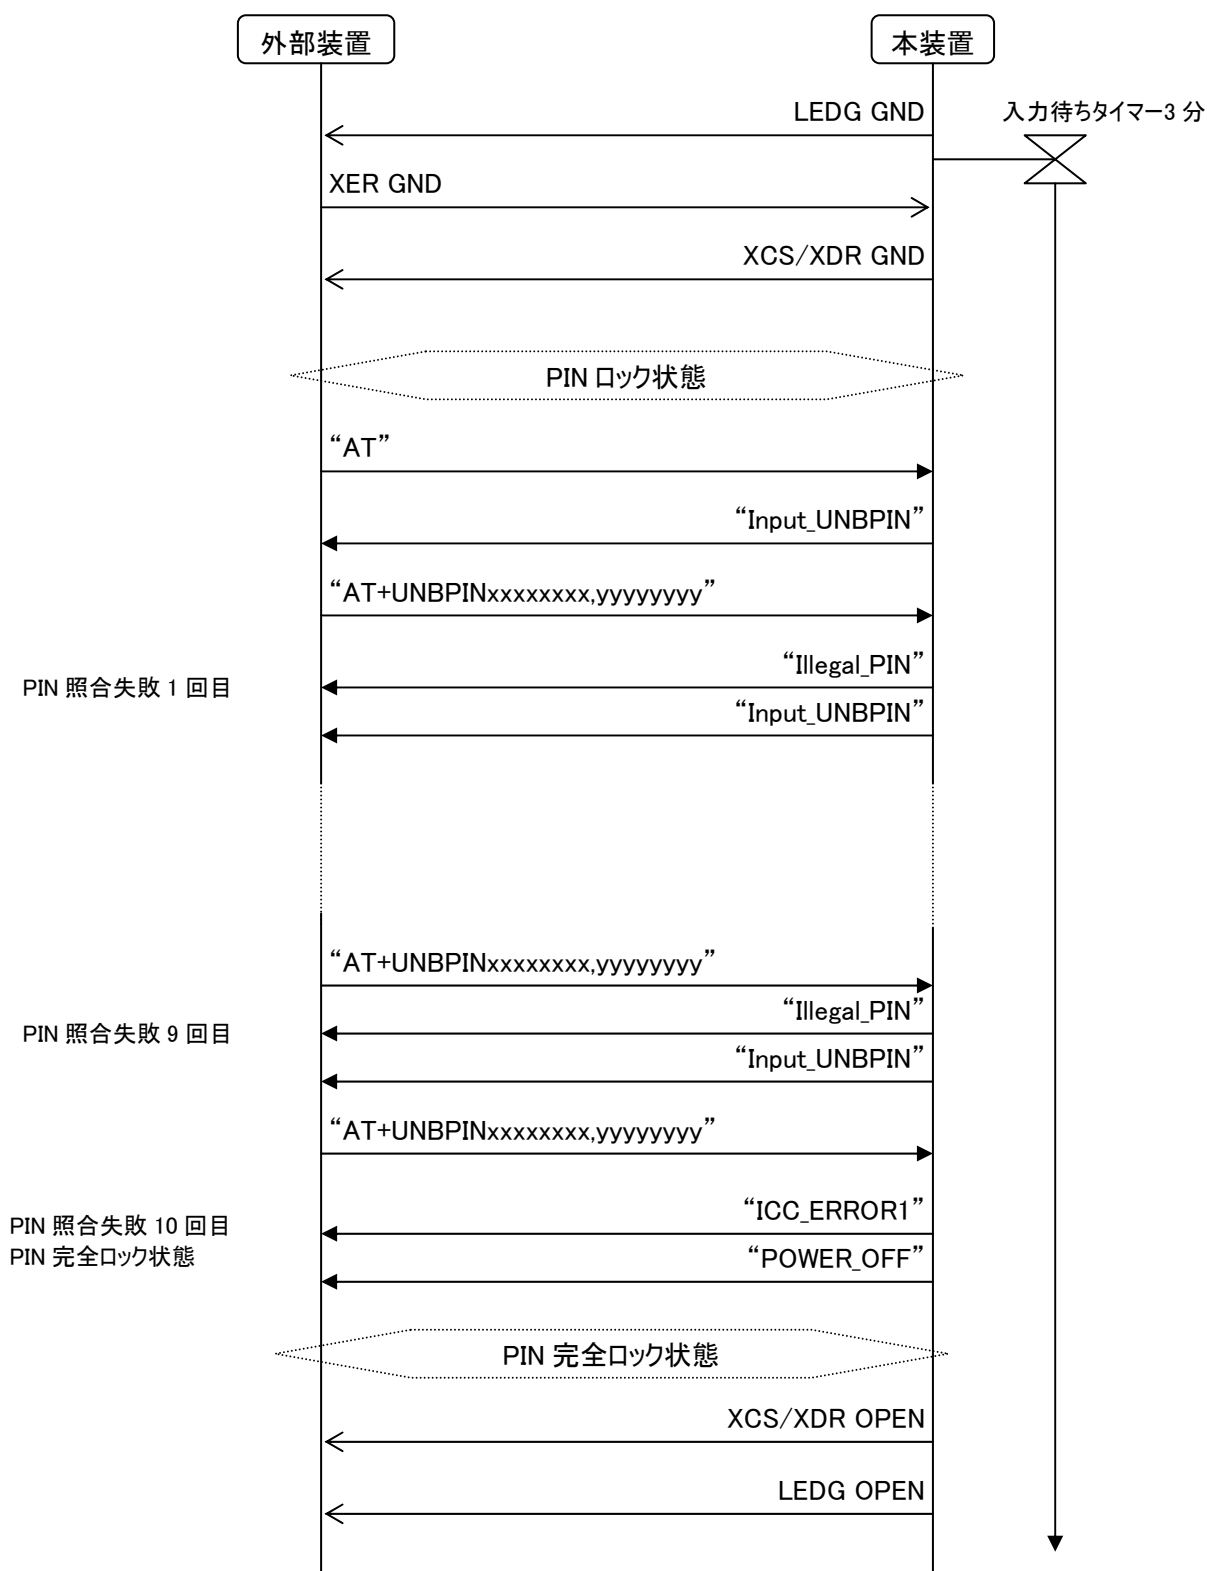 外部装置
本装置
LEDG GND
入力待ちタイマー3 分
XER GND
XCS/XDR GND
PIN ロック状態
“AT”
“Input_UNBPIN”
“AT+UNBPINxxxxxxxx,yyyyyyyy”
“Illegal_PIN”
PIN 照合失敗 1 回目
“Input_UNBPIN”
“AT+UNBPINxxxxxxxx,yyyyyyyy”
“Illegal_PIN”
PIN 照合失敗 9 回目
“Input_UNBPIN”
“AT+UNBPINxxxxxxxx,yyyyyyyy”
“ICC_ERROR1”
PIN 照合失敗 10 回目
PIN 完全ロック状態
“POWER_OFF”
PIN 完全ロック状態
XCS/XDR OPEN
LEDG OPEN